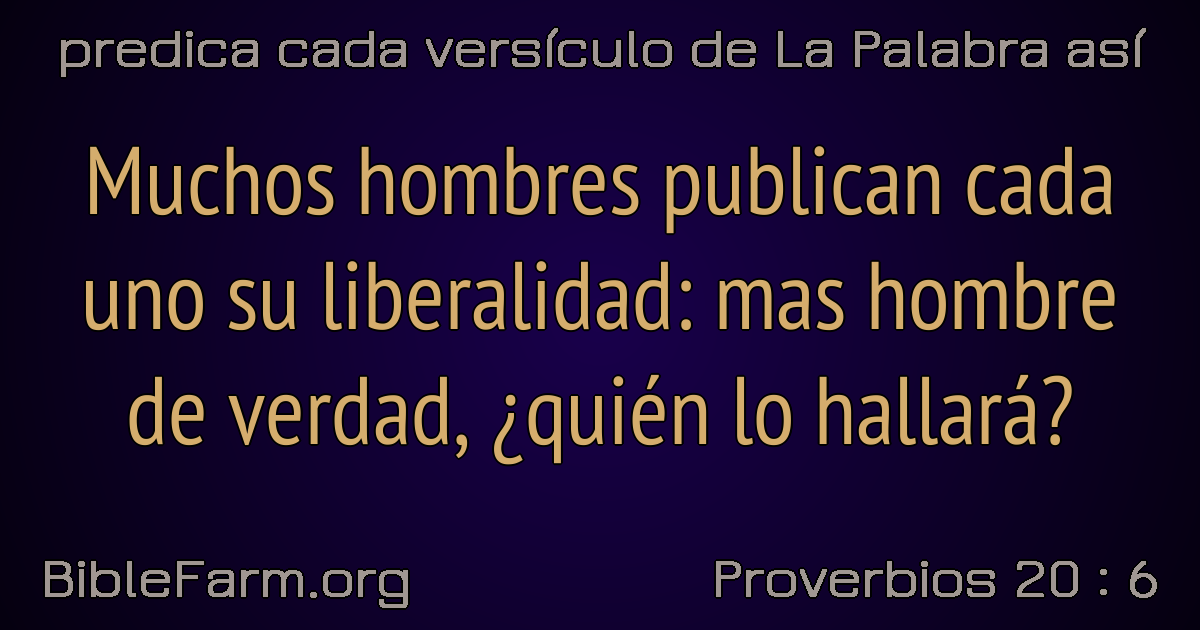 predica cada versículo de La Palabra así
Muchos hombres publican cada
uno su liberalidad: mas hombre
de verdad, ¿quién lo hallará?
BibleFarm.org
Proverbios 20 : 6